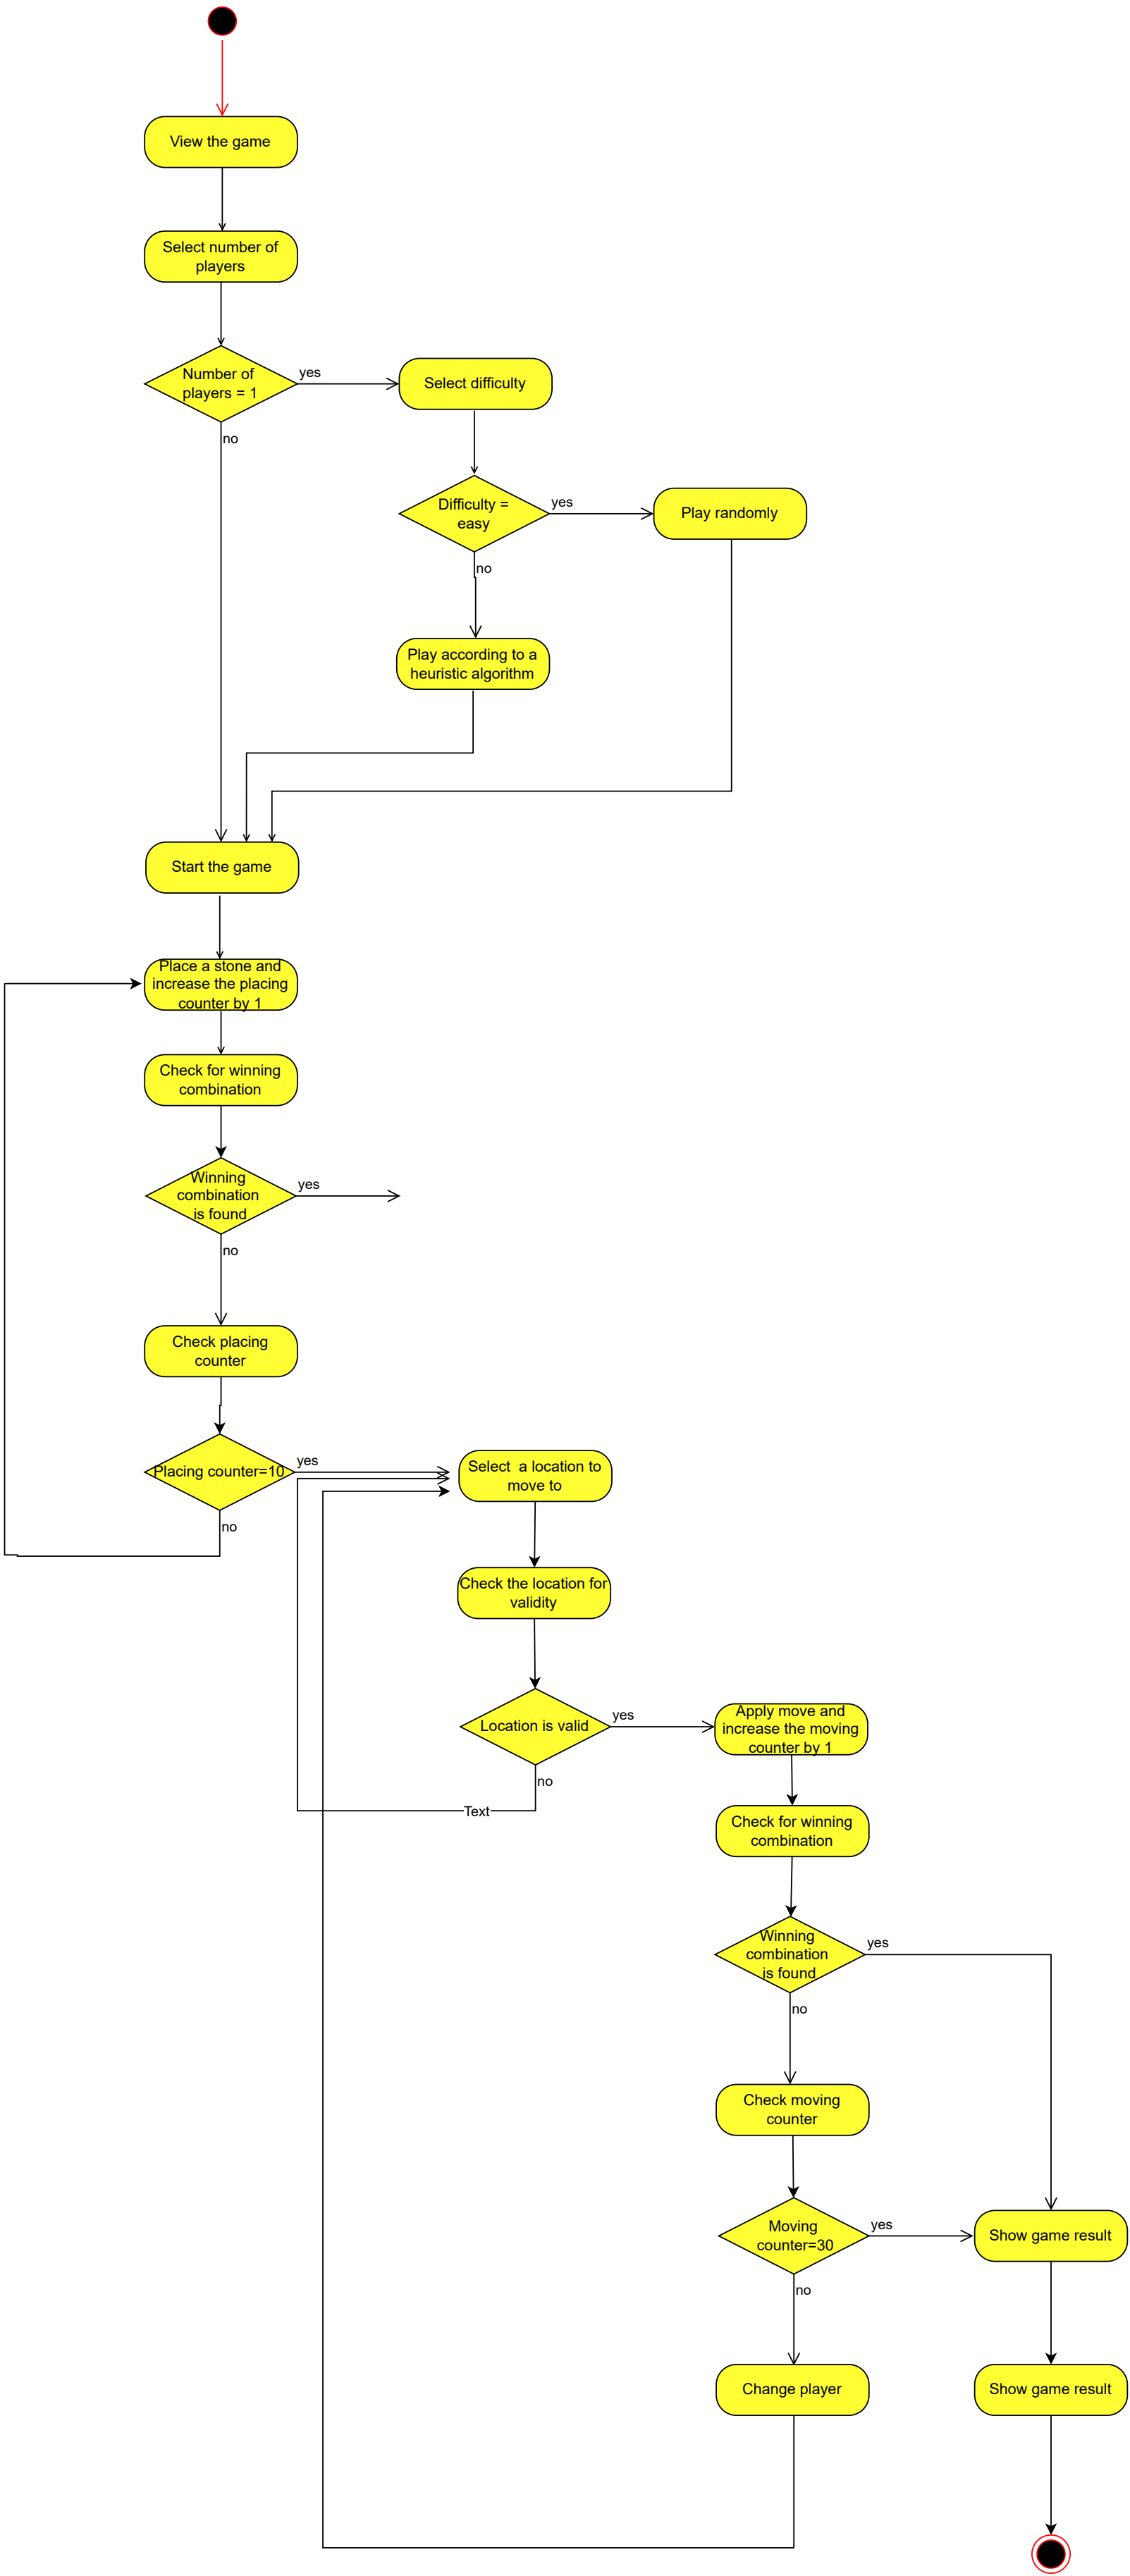 View the game
Select number of
players
Number of
players = 1
yes
no
Select difficulty
Difficulty =
easy
yes
no
Play randomly
Play according to a
heuristic algorithm
Start the game
Place a stone and
increase the placing
counter by 1
Check for winning
combination
Winning
combination
is found
yes
no
Check placing
counter
Placing counter=10
yes
no
Select a location to
move to
Check the location for
validity
Location is valid
yes
no
Text
Apply move and
increase the moving
counter by 1
Check for winning
combination
Winning
combination
is found
yes
no
Check moving
counter
Moving
counter=30
yes
no
Show game result
Change player
Show game result